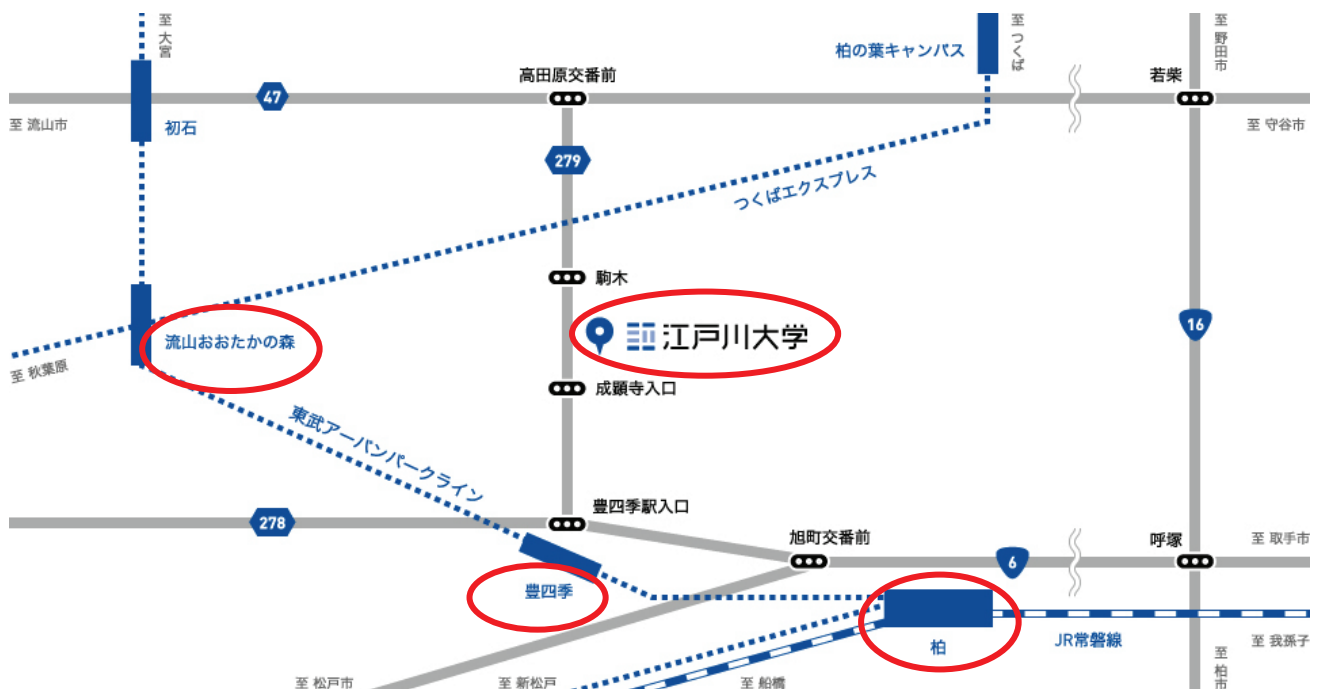 至大宮
至つくば
至野田市
柏の葉キャンパス
高田原交番前
若柴
47
至 流山市
初石
至 守谷市
279
つくばエクスプレス
駒木
江戸川大学
16
流山おおたかの森
至 秋葉原
成顕寺入口
東武アーバンパークライン
豊四季駅入口
278
旭町交番前
呼塚
至 取手市
6
豊四季
柏
JR常磐線
至 我孫子
至柏市
至 松戸市
至 新松戸
至 船橋